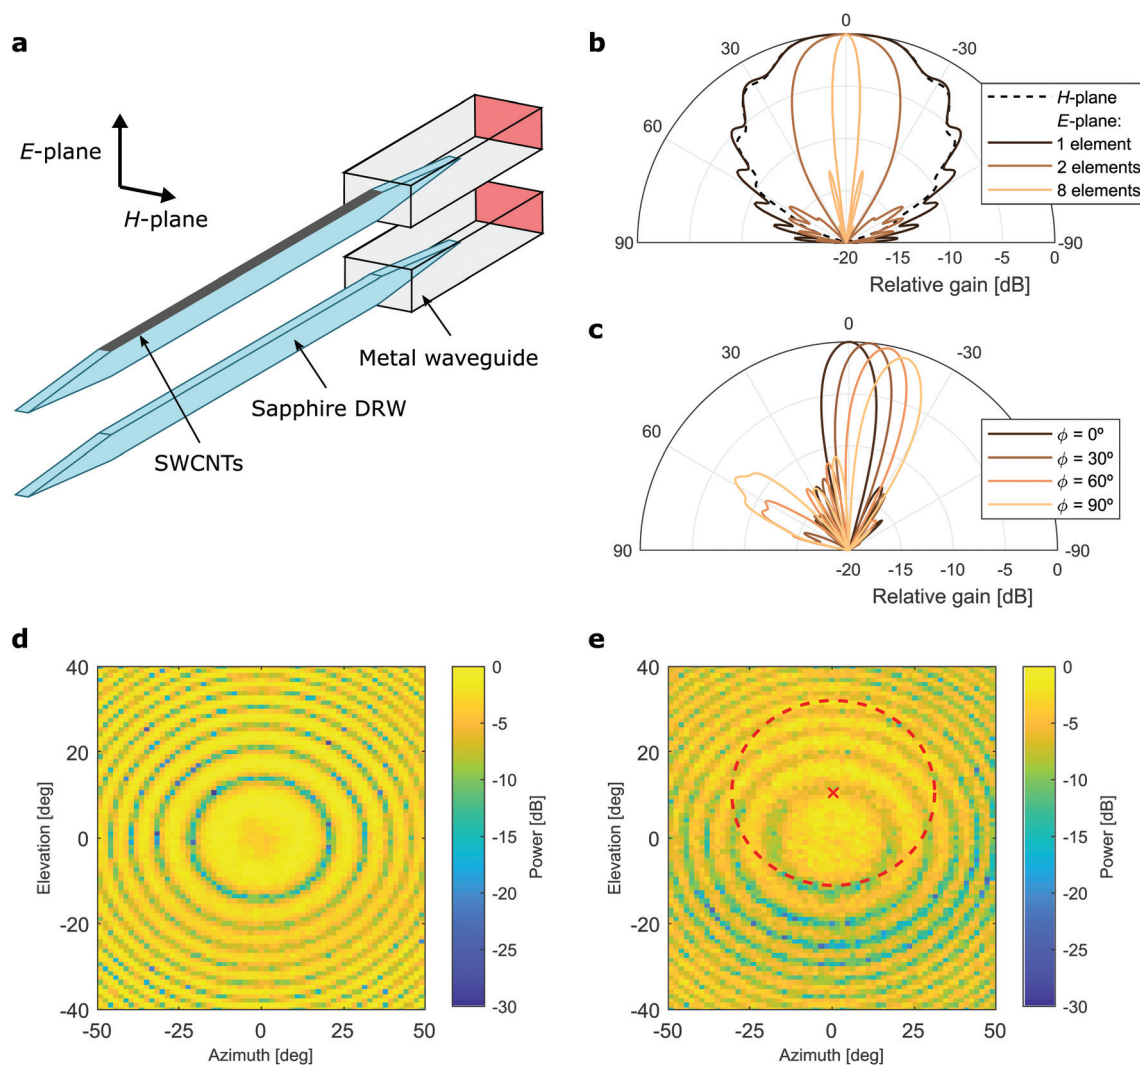 a
E-plane
H-plane
Metal waveguide
Sapphire DRW
SWCNTs
b
0
30
-30
60
90
-90
-20
-15
-10
-5
0
Relative gain [dB]
H-plane
E-plane:
1 element
2 elements
8 elements
c
0
30
-30
60
90
-90
-20
-15
-10
-5
0
Relative gain [dB]
ϕ = 0º
ϕ = 30º
ϕ = 60º
ϕ = 90º
d
40
20
0
-20
-40
Elevation [deg]
-50
-25
0
25
50
Azimuth [deg]
0
-5
-10
-15
-20
-25
-30
Power [dB]
e
40
20
0
-20
-40
Elevation [deg]
-50
-25
0
25
50
Azimuth [deg]
0
-5
-10
-15
-20
-25
-30
Power [dB]